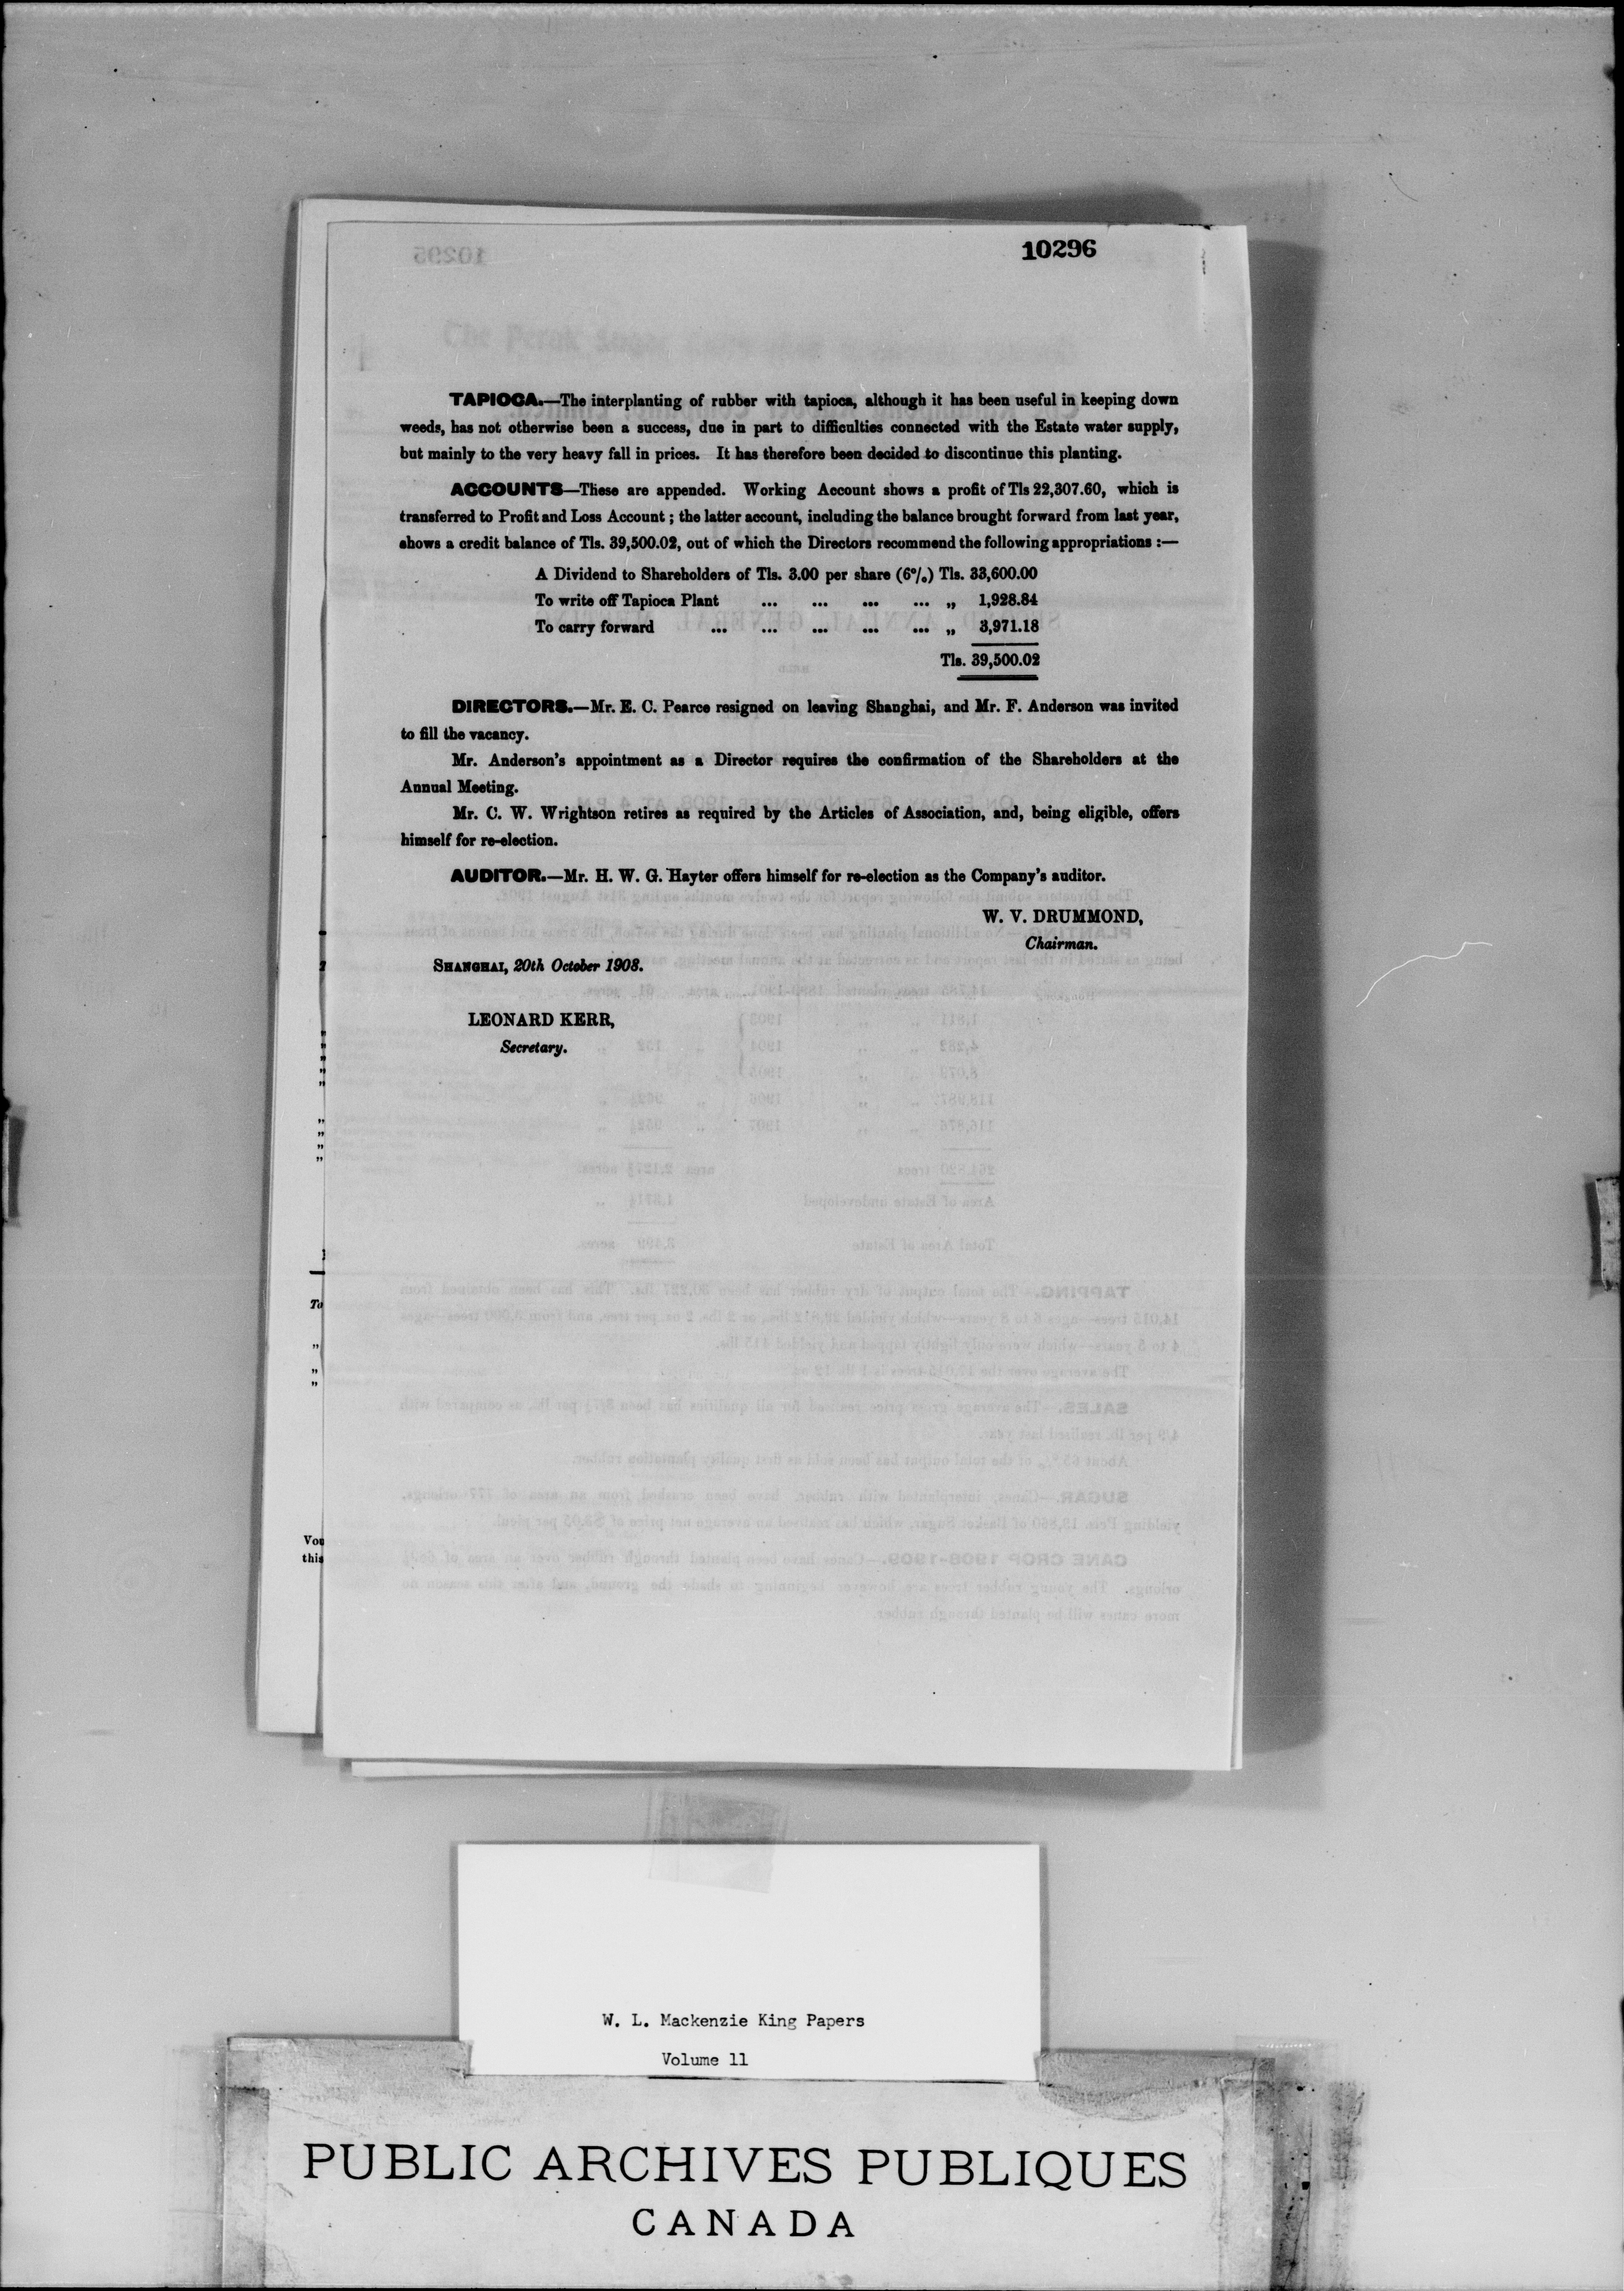 10296
TAPIOCA.—The interplanting of rubber with tapioca, although it has been useful in keeping down
weeds, has not otherwise been a success, due in part to difficulties connected with the Estate water supply,
but mainly to the very heavy fall in prices. It has therefore been decided to discontinue this planting.
ACCOUNTS—These are appended. Working Account shows a profit of Tls 22,307.60, which is
transferred to Profit and Loss Account; the latter account, including the balance brought forward from last year,
shows a credit balance of Tls. 39,500.02, out of which the Directors recommend the following appropriations :—
A Dividend to Shareholders of Tls. 3.00 per share (6%) Tls. 33,600.00
To write off Tapioca Plant ... ... ... ... „ 1,928.84
To carry forward ... ... ... ... ... „ 3,971.18
Tls. 39,500.02
DIRECTORS.—Mr. E. C. Pearce resigned on leaving Shanghai, and Mr. F. Anderson was invited
to fill the vacancy.
Mr. Anderson's appointment as a Director requires the confirmation of the Shareholders at the
Annual Meeting.
Mr. C. W. Wrightson retires as required by the Articles of Association, and, being eligible, offers
himself for re-election.
AUDITOR.—Mr. H. W. G. Hayter offers himself for re-election as the Company's auditor.
W. V. DRUMMOND,
Chairman.
SHANGHAI, 20th October 1908.
LEONARD KERR,
Secretary.
To
this
W. L. Mackenzie King Papers
Volume 11
PUBLIC ARCHIVES PUBLIQUES
CANADA